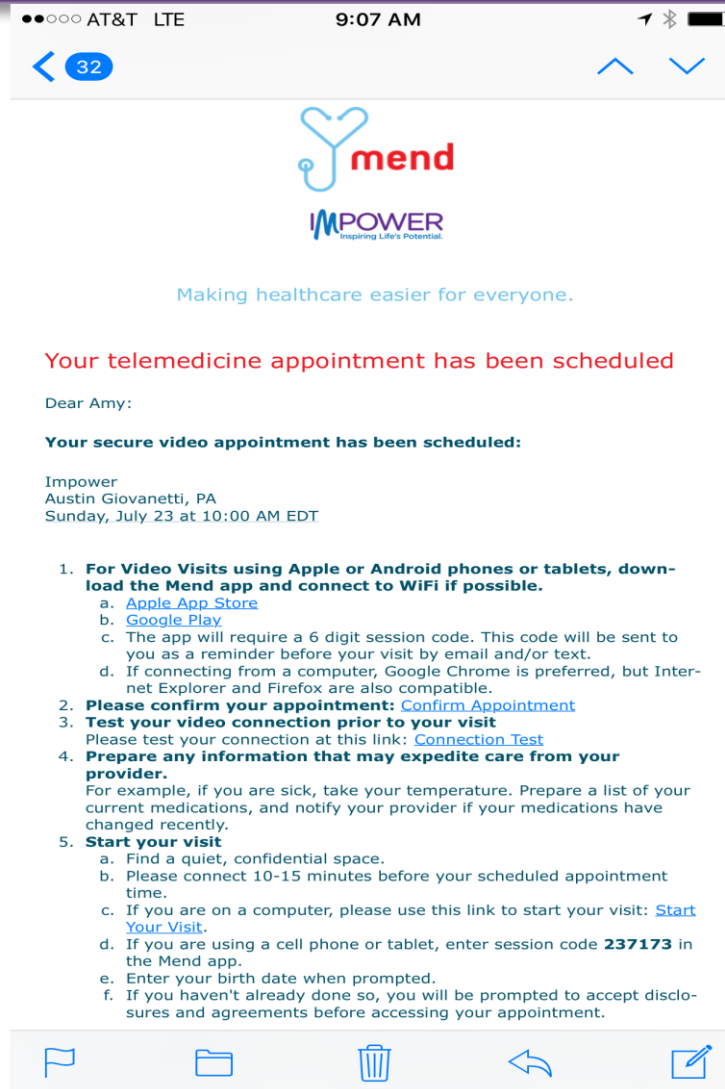 AT&T LTE 9:07 AM
32
mend
IMPOWER
Inspiring Life's Potential.
Making healthcare easier for everyone.
Your telemedicine appointment has been scheduled
Dear Amy:
Your secure video appointment has been scheduled:
Impower
Austin Giovanetti, PA
Sunday, July 23 at 10:00 AM EDT
1. For Video Visits using Apple or Android phones or tablets, down-
load the Mend app and connect to WiFi if possible.
a. Apple App Store
b. Google Play
c. The app will require a 6 digit session code. This code will be sent to
you as a reminder before your visit by email and/or text.
d. If connecting from a computer, Google Chrome is preferred, but Inter-
net Explorer and Firefox are also compatible.
2. Please confirm your appointment: Confirm Appointment
3. Test your video connection prior to your visit
Please test your connection at this link: Connection Test
4. Prepare any information that may expedite care from your
provider.
For example, if you are sick, take your temperature. Prepare a list of your
current medications, and notify your provider if your medications have
changed recently.
5. Start your visit
a. Find a quiet, confidential space.
b. Please connect 10-15 minutes before your scheduled appointment
time.
c. If you are on a computer, please use this link to start your visit: Start
Your Visit.
d. If you are using a cell phone or tablet, enter session code 237173 in
the Mend app.
e. Enter your birth date when prompted.
f. If you haven't already done so, you will be prompted to accept disclo-
sures and agreements before accessing your appointment.